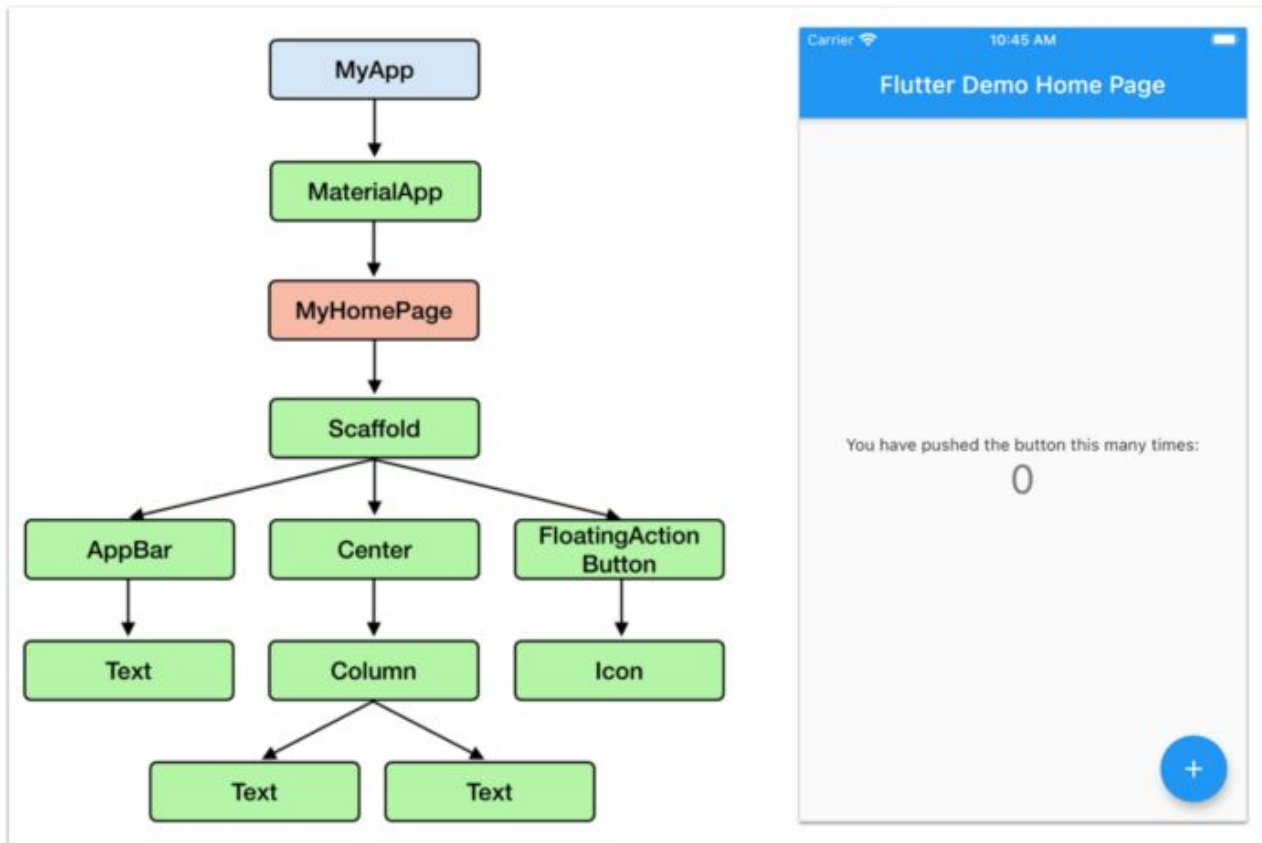 MyApp
MaterialApp
MyHomePage
Scaffold
AppBar
Center
FloatingAction
Button
Text
Column
Icon
Text
Text
Carrier
10:45 AM
Flutter Demo Home Page
You have pushed the button this many times:
0
+